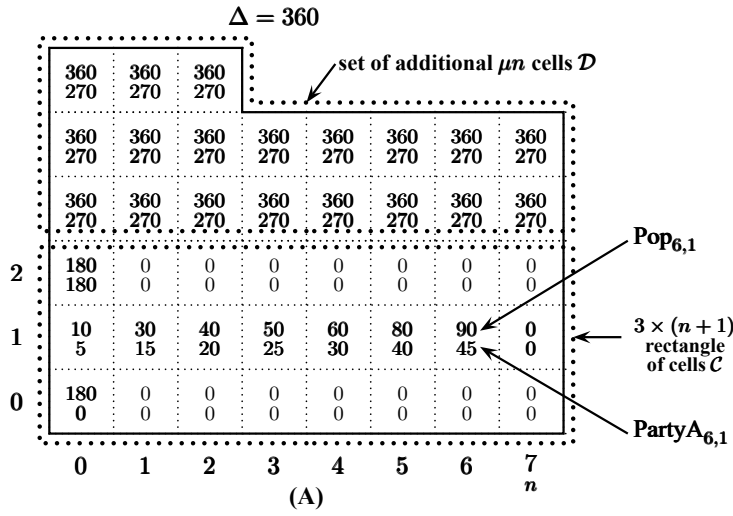 Δ = 360
set of additional μn cells 𝒟
360 360 360
270 270 270
360 360 360 360 360 360 360 360
270 270 270 270 270 270 270 270
360 360 360 360 360 360 360 360
270 270 270 270 270 270 270 270
Pop6,1
2
180 0 0 0 0 0 0 0
180 0 0 0 0 0 0 0
1
10 30 40 50 60 80 90 0
5 15 20 25 30 40 45 0
3 × (n + 1)
rectangle
of cells 𝒞
0
180 0 0 0 0 0 0 0
0 0 0 0 0 0 0 0
PartyA6,1
0 1 2 3 4 5 6 7
n
(A)